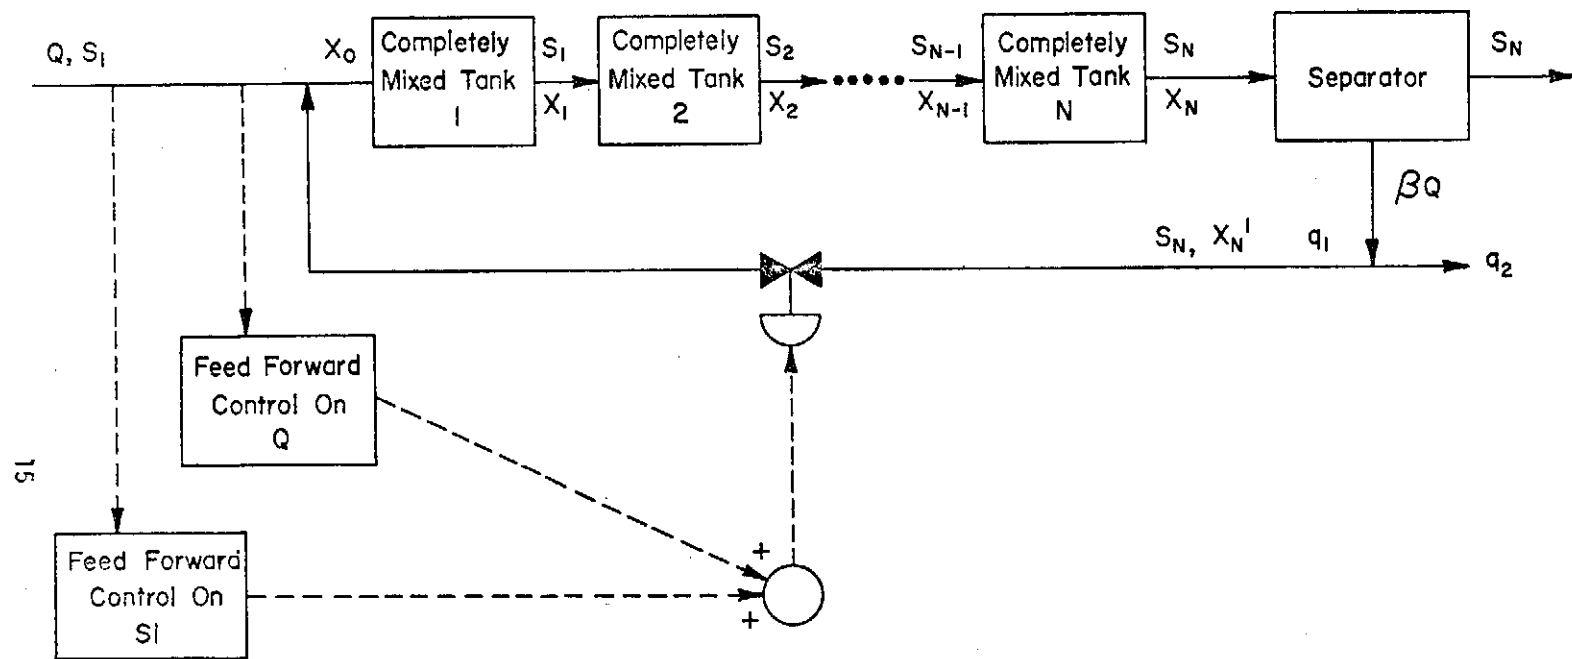 Q, S₁
X₀
Completely
Mixed Tank
1
S₁
X₁
Completely
Mixed Tank
2
S₂
X₂
S_N-1
X_N-1
Completely
Mixed Tank
N
S_N
X_N
Separator
S_N
βQ
S_N, X_N'
q₁
q₂
Feed Forward
Control On
Q
Feed Forward
Control On
Si
+
+
15